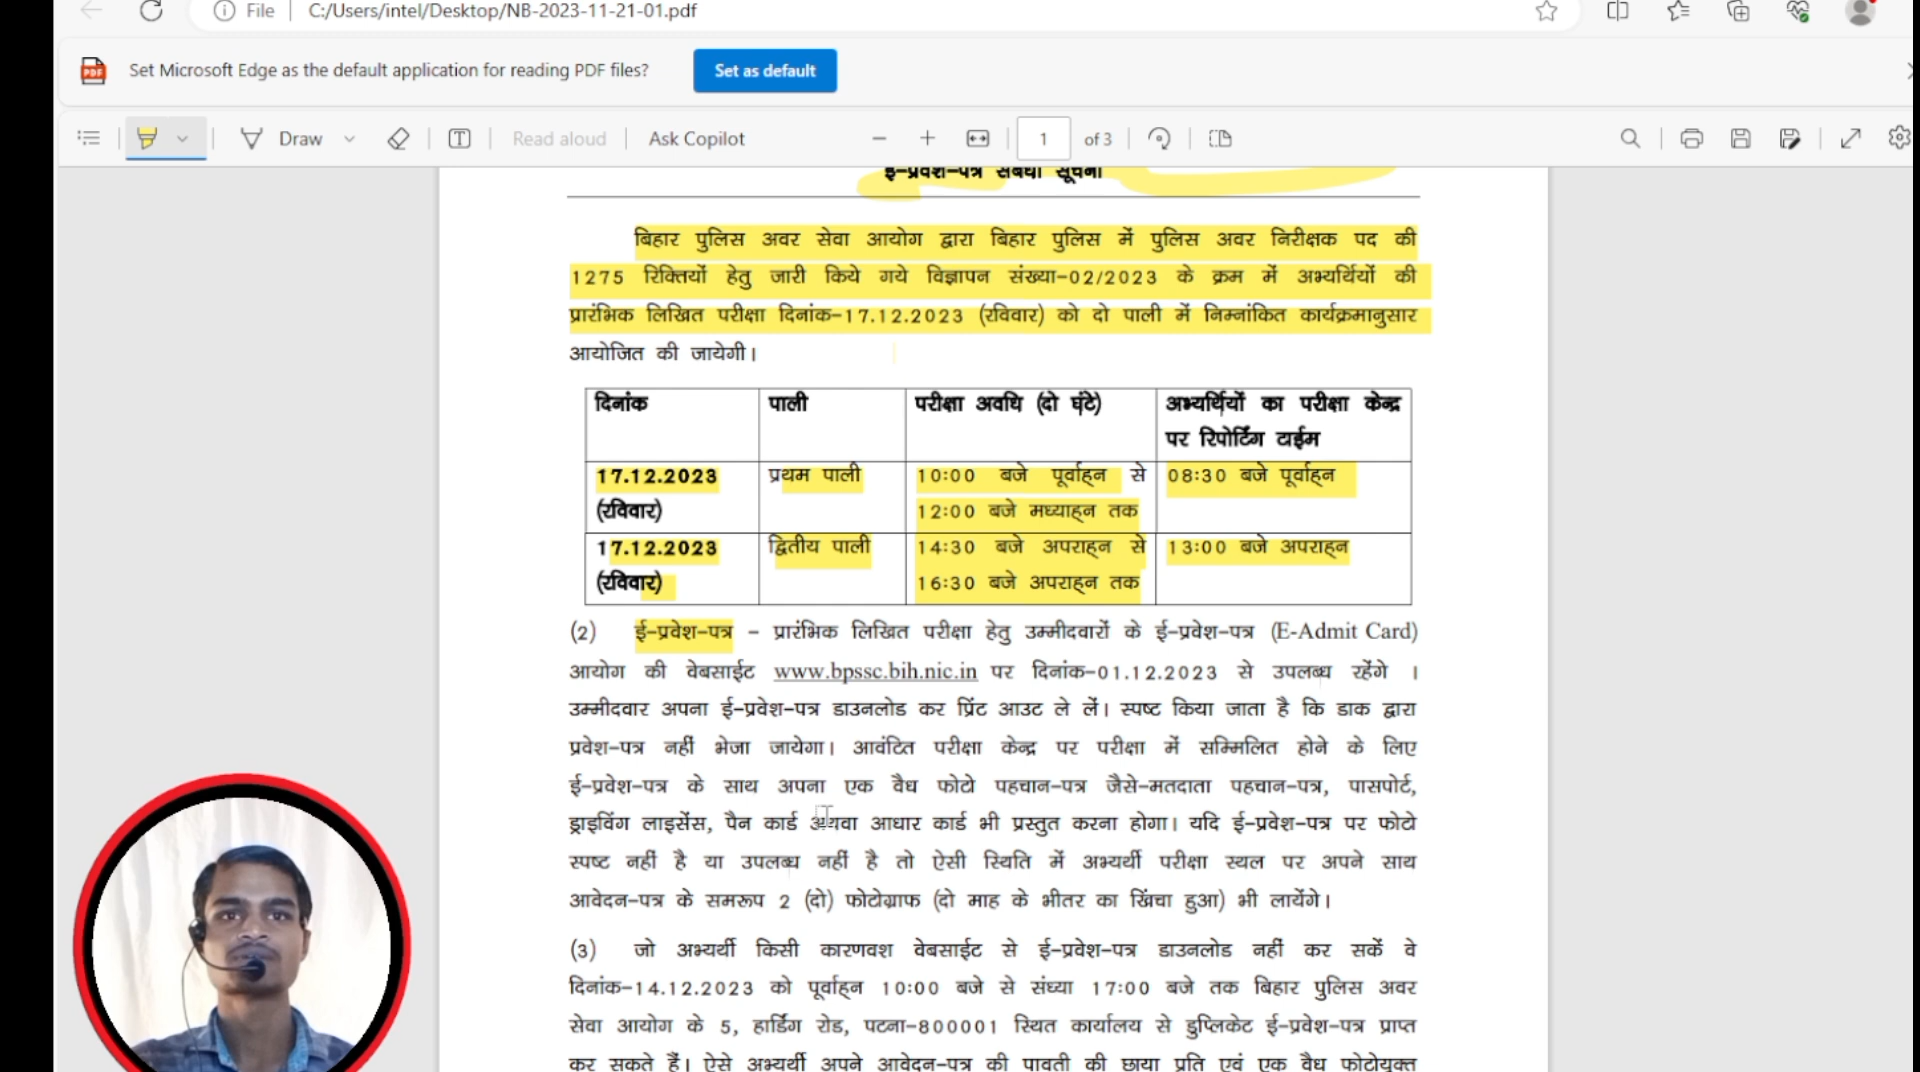 File C:/Users/intel/Desktop/NB-2023-11-21-01.pdf
PDF Set Microsoft Edge as the default application for reading PDF files? Set as default
Draw Read aloud Ask Copilot 1 of 3
ई-प्रवेश-पत्र संबंधी सूचना
बिहार पुलिस अवर सेवा आयोग द्वारा बिहार पुलिस में पुलिस अवर निरीक्षक पद की
1275 रिक्तियों हेतु जारी किये गये विज्ञापन संख्या-02/2023 के क्रम में अभ्यर्थियों की
प्रारंभिक लिखित परीक्षा दिनांक-17.12.2023 (रविवार) को दो पाली में निम्नांकित कार्यक्रमानुसार
आयोजित की जायेगी।
दिनांक पाली परीक्षा अवधि (दो घंटे) अभ्यर्थियों का परीक्षा केन्द्र
पर रिपोर्टिंग टाईम
17.12.2023 प्रथम पाली 10:00 बजे पूर्वाह्न से 08:30 बजे पूर्वाह्न
(रविवार) 12:00 बजे मध्याह्न तक
17.12.2023 द्वितीय पाली 14:30 बजे अपराह्न से 13:00 बजे अपराह्न
(रविवार) 16:30 बजे अपराह्न तक
(2) ई-प्रवेश-पत्र - प्रारंभिक लिखित परीक्षा हेतु उम्मीदवारों के ई-प्रवेश-पत्र (E-Admit Card)
आयोग की वेबसाईट www.bpssc.bih.nic.in पर दिनांक-01.12.2023 से उपलब्ध रहेंगे ।
उम्मीदवार अपना ई-प्रवेश-पत्र डाउनलोड कर प्रिंट आउट ले लें। स्पष्ट किया जाता है कि डाक द्वारा
प्रवेश-पत्र नहीं भेजा जायेगा। आवंटित परीक्षा केन्द्र पर परीक्षा में सम्मिलित होने के लिए
ई-प्रवेश-पत्र के साथ अपना एक वैध फोटो पहचान-पत्र जैसे-मतदाता पहचान-पत्र, पासपोर्ट,
ड्राइविंग लाइसेंस, पैन कार्ड अथवा आधार कार्ड भी प्रस्तुत करना होगा। यदि ई-प्रवेश-पत्र पर फोटो
स्पष्ट नहीं है या उपलब्ध नहीं है तो ऐसी स्थिति में अभ्यर्थी परीक्षा स्थल पर अपने साथ
आवेदन-पत्र के समरूप 2 (दो) फोटोग्राफ (दो माह के भीतर का खिंचा हुआ) भी लायेंगे।
(3) जो अभ्यर्थी किसी कारणवश वेबसाईट से ई-प्रवेश-पत्र डाउनलोड नहीं कर सकें वे
दिनांक-14.12.2023 को पूर्वाह्न 10:00 बजे से संध्या 17:00 बजे तक बिहार पुलिस अवर
सेवा आयोग के 5, हार्डिंग रोड, पटना-800001 स्थित कार्यालय से डुप्लिकेट ई-प्रवेश-पत्र प्राप्त
कर सकते हैं। ऐसे अभ्यर्थी अपने आवेदन-पत्र की पावती की छाया प्रति एवं एक वैध फोटोयुक्त